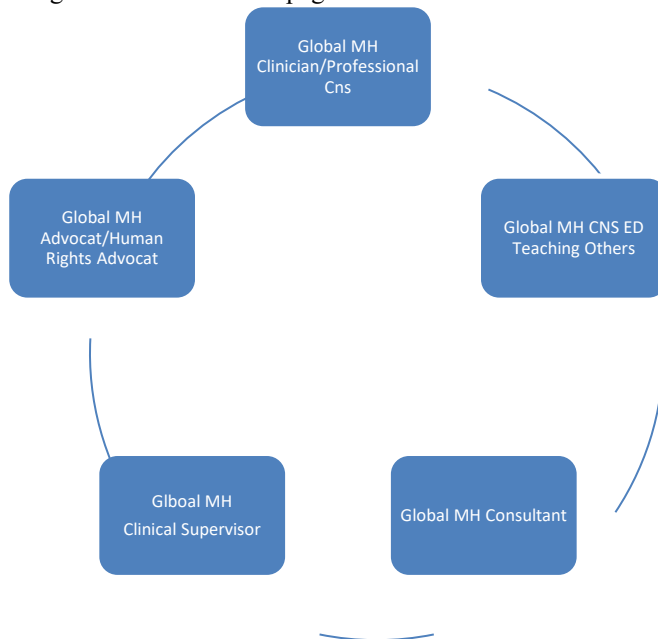 Global MH
Clinician/Professional
Cns
Global MH CNS ED
Teaching Others
Global MH Consultant
Glboal MH
Clinical Supervisor
Global MH
Advocat/Human
Rights Advocat